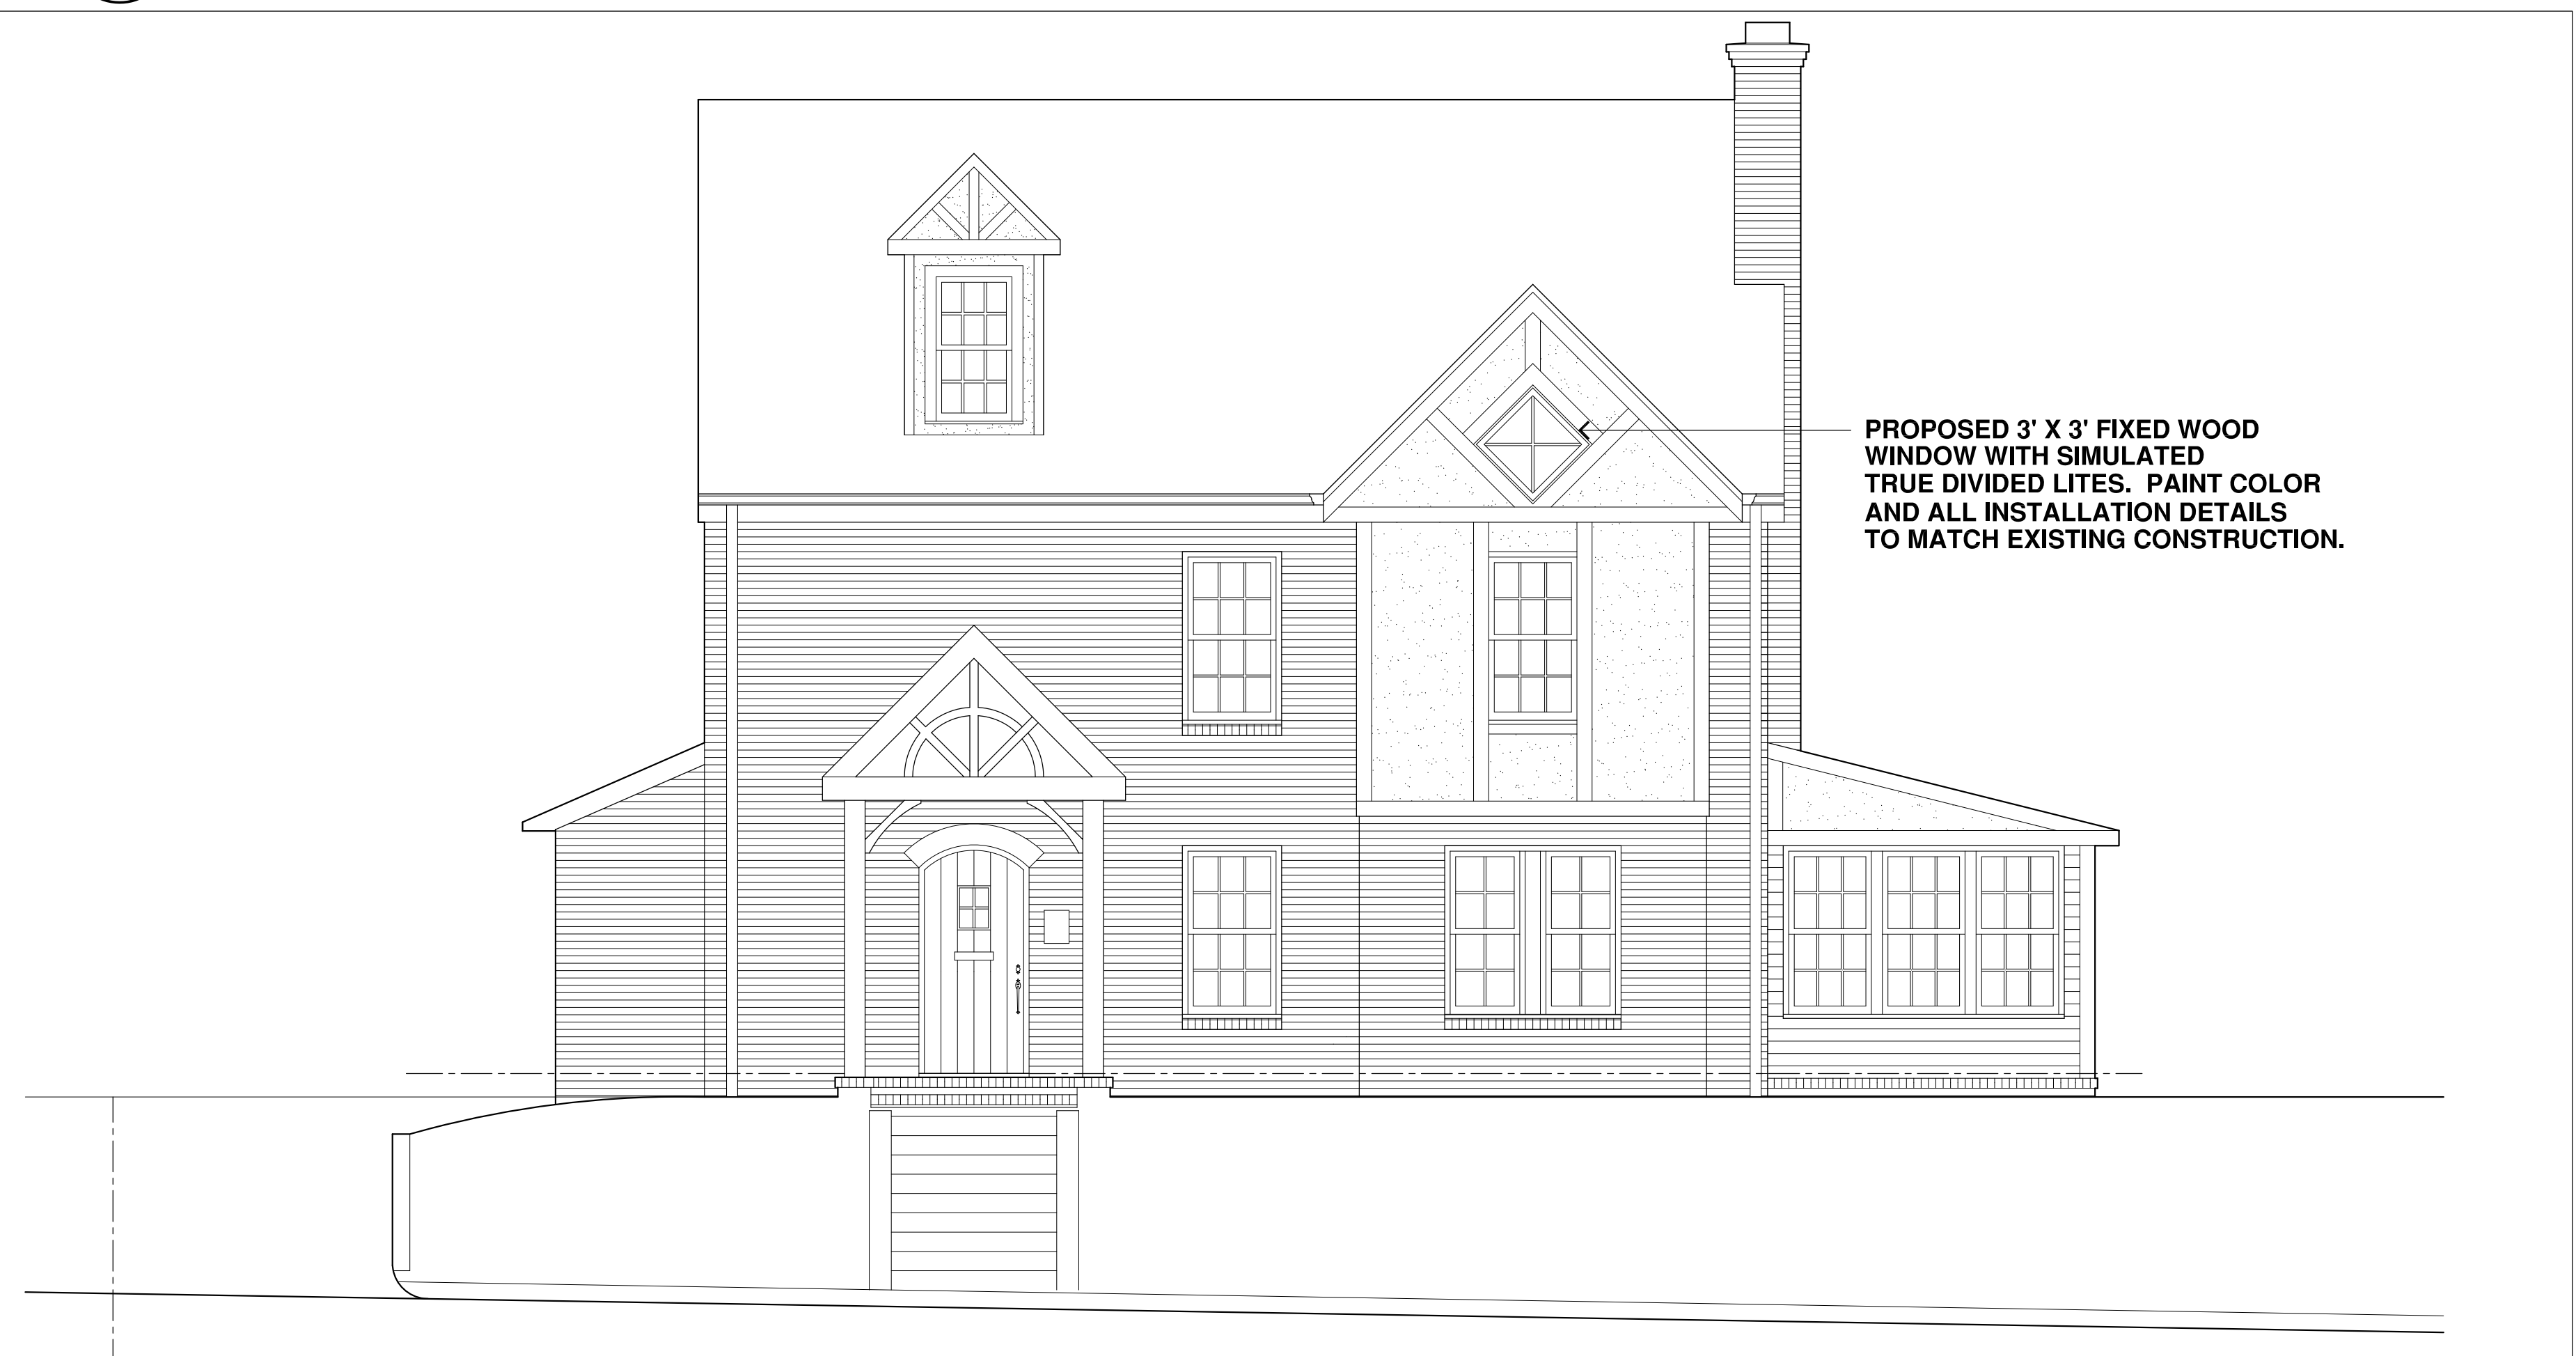 PROPOSED 3' X 3' FIXED WOOD
WINDOW WITH SIMULATED
TRUE DIVIDED LITES.  PAINT COLOR
AND ALL INSTALLATION DETAILS
TO MATCH EXISTING CONSTRUCTION.